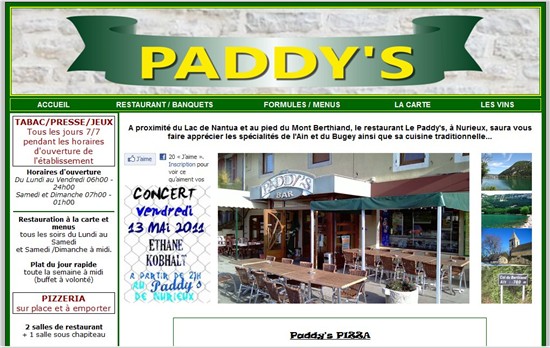 PADDY'S
ACCUEIL RESTAURANT / BANQUETS FORMULES / MENUS LA CARTE LES VINS
TABAC/PRESSE/JEUX
Tous les jours 7/7
pendant les horaires
d'ouverture de
l'établissement
Horaires d'ouverture
Du Lundi au Vendredi 06h00 -
24h00
Samedi et Dimanche 07h00 -
01h00
Restauration à la carte et
menus
tous les soirs du Lundi au
Samedi
et Samedi /Dimanche à midi.
Plat du jour rapide
toute la semaine à midi
(buffet à volonté)
PIZZERIA
sur place et à emporter
2 salles de restaurant
+ 1 salle sous chapiteau
A proximité du Lac de Nantua et au pied du Mont Berthiand, le restaurant Le Paddy's, à Nurieux, saura vous
faire apprécier les spécialités de l'Ain et du Bugey ainsi que sa cuisine traditionnelle...
J'aime
20 « J'aime ».
Inscription pour
voir ce
qu'aiment vos
CONCERT
Vendredi
13 MAI 2011
ETHANE
KOBHALT
A PARTIR DE 21H
AU Paddy's
DE NURIEUX
PADDY'S
BAR
Col du Berthiand
Paddy's PIZZA